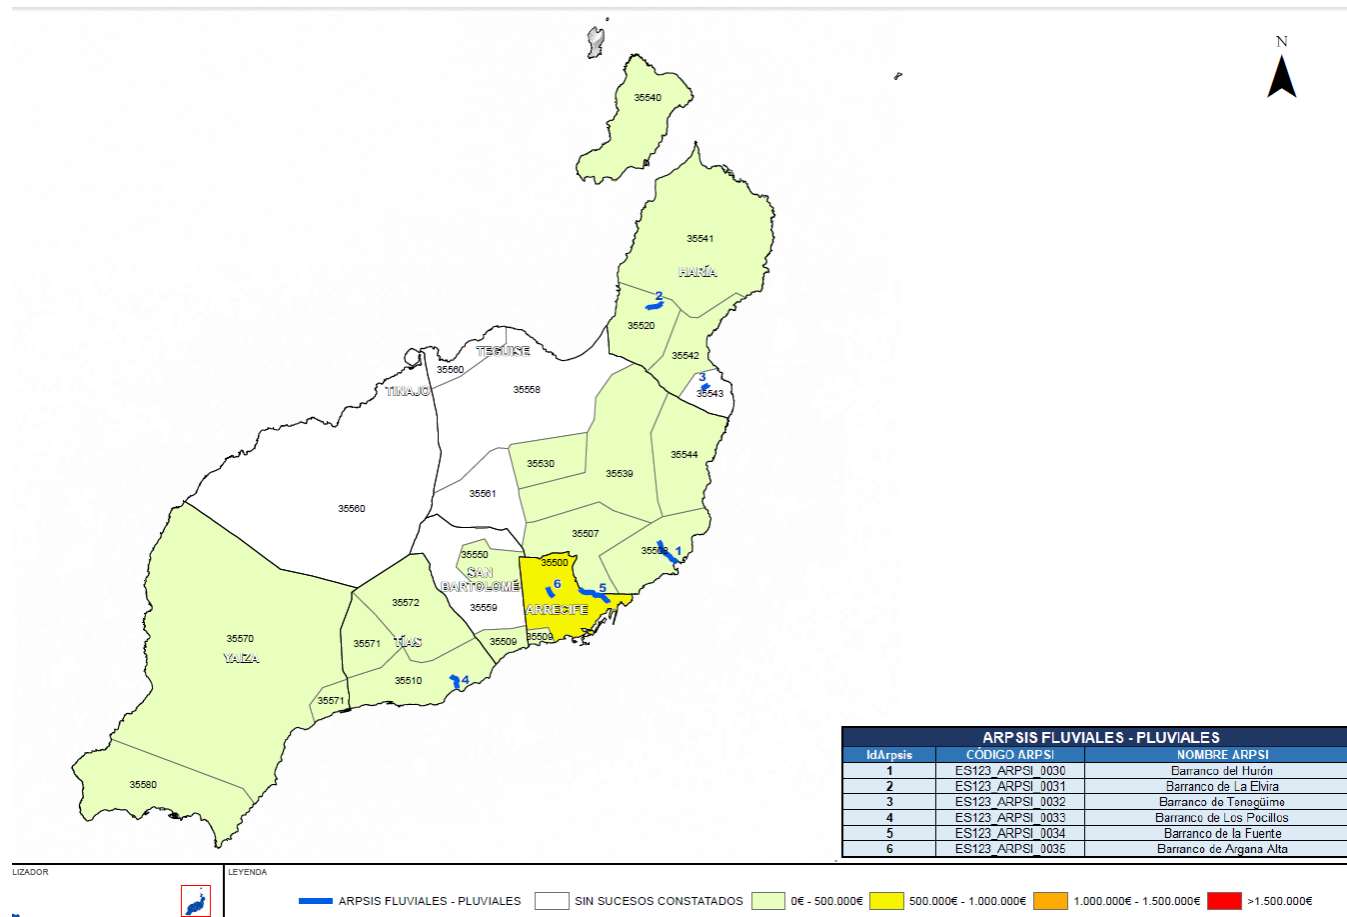 N
35540
35541
HARÍA
2
35520
35542
3
35543
TEGUISE
35560
TINAJO
35558
35544
35530
35539
35561
35560
35507
35508
1
35550
35500
SAN
BARTOLOMÉ
6
5
35572
35559
ARRECIFE
35570
35571
TÍAS
35509
35509
YAIZA
35510
4
35571
35580
ARPSIS FLUVIALES - PLUVIALES
IdArpsis CÓDIGO ARPSI NOMBRE ARPSI
1 ES123_ARPSI_0030 Barranco del Hurón
2 ES123_ARPSI_0031 Barranco de La Elvira
3 ES123_ARPSI_0032 Barranco de Tenegüime
4 ES123_ARPSI_0033 Barranco de Los Pocillos
5 ES123_ARPSI_0034 Barranco de la Fuente
6 ES123_ARPSI_0035 Barranco de Argana Alta
LIZADOR
LEYENDA
ARPSIS FLUVIALES - PLUVIALES SIN SUCESOS CONSTATADOS 0€ - 500.000€ 500.000€ - 1.000.000€ 1.000.000€ - 1.500.000€ >1.500.000€